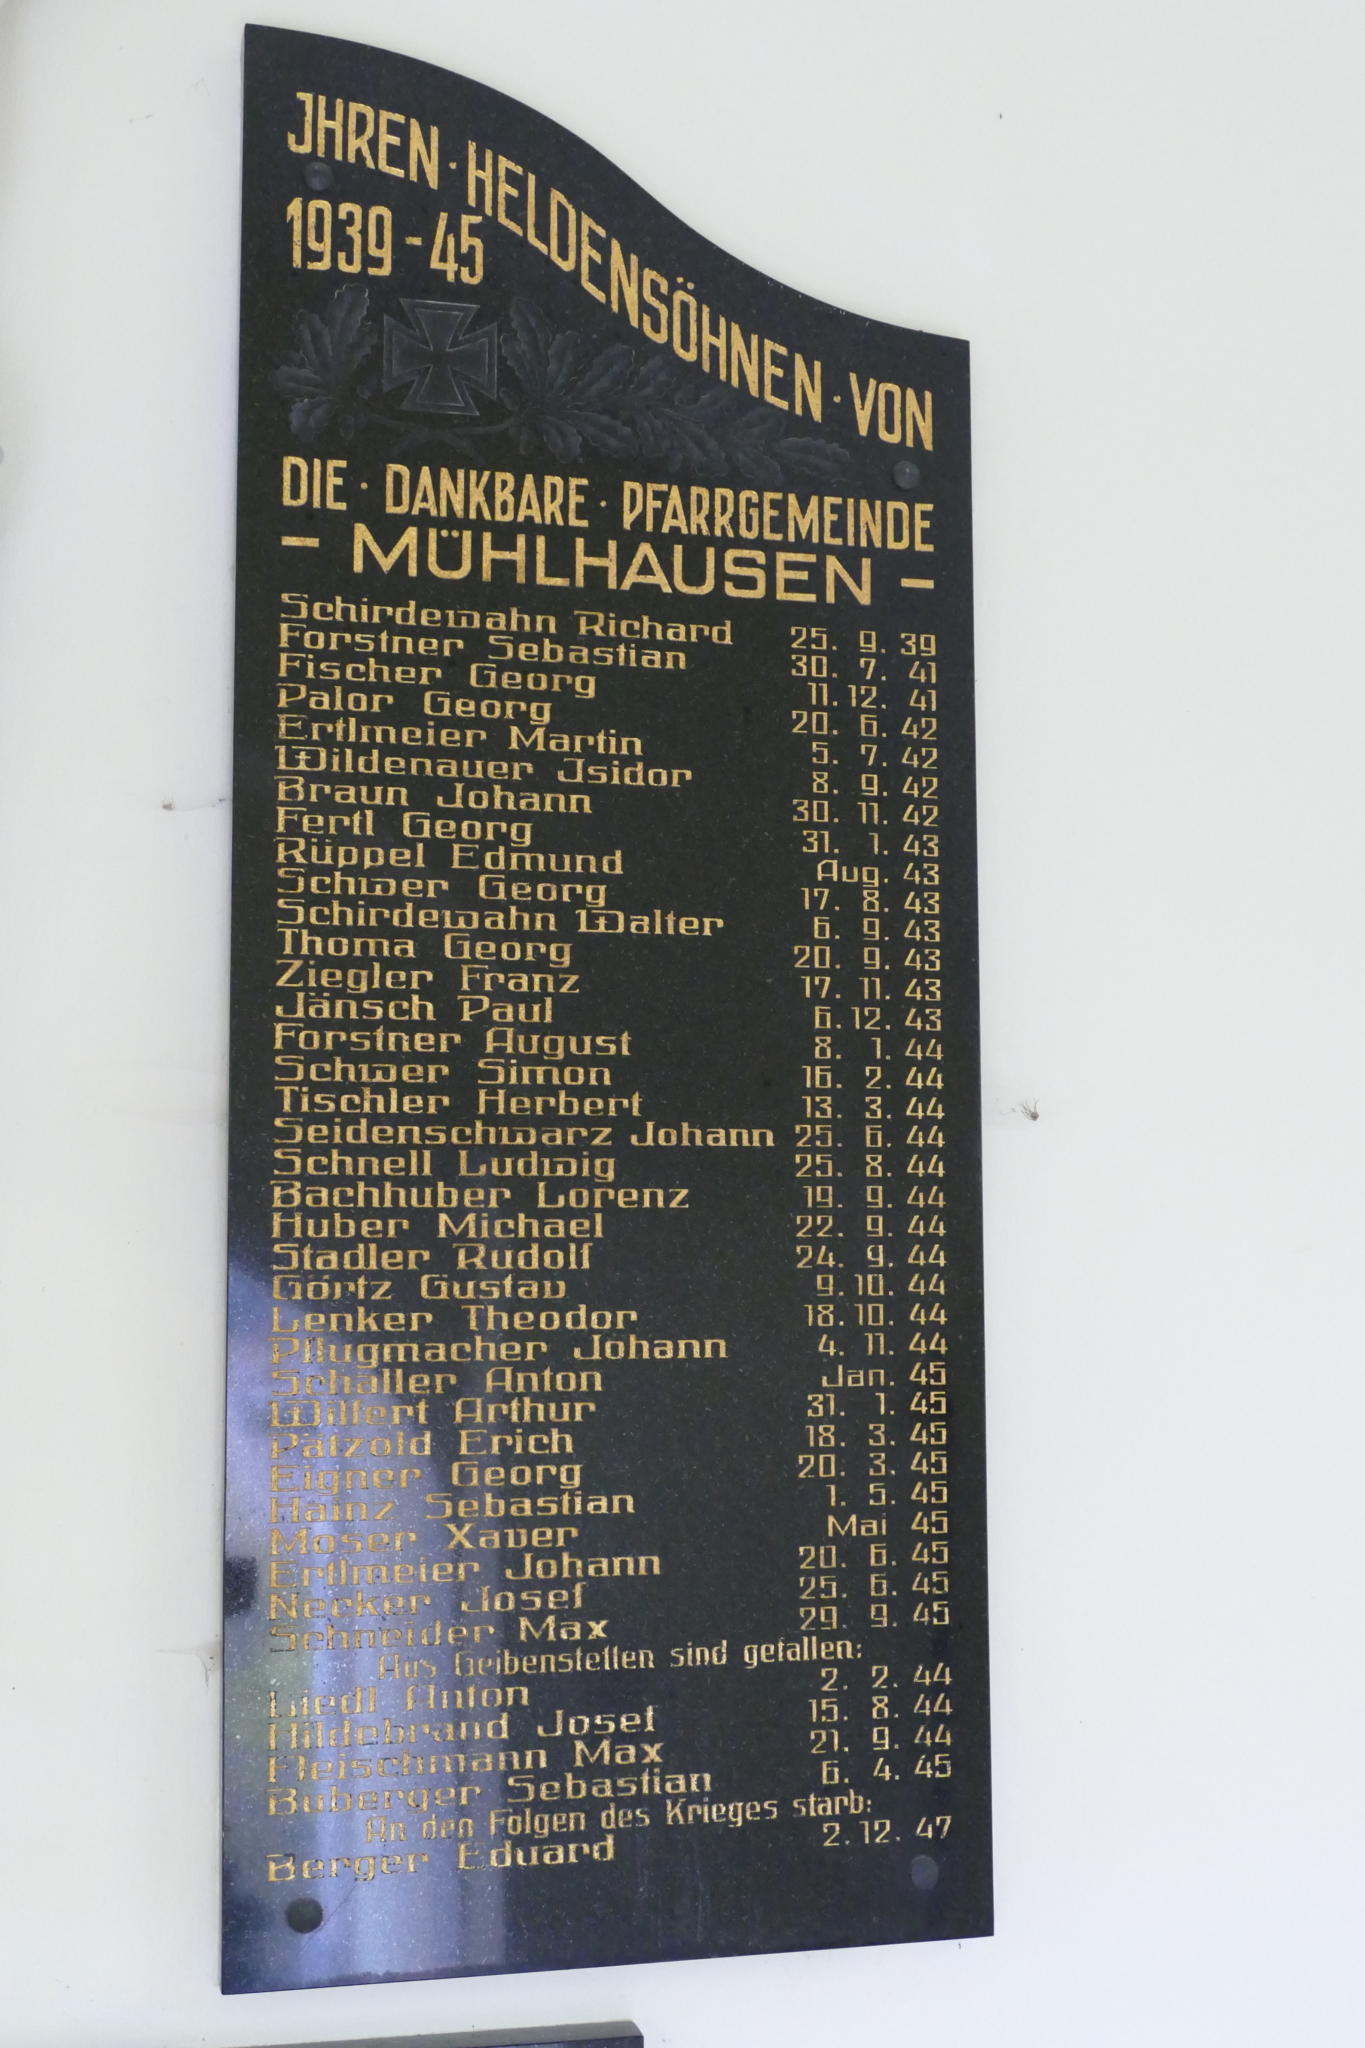 JHREN · HELDENSÖHNEN · VON
1939-45
DIE · DANKBARE · PFARRGEMEINDE
- MÜHLHAUSEN -
Schirdewahn Richard 25. 9. 39
Forstner Sebastian 30. 7. 41
Fischer Georg 11. 12. 41
Palor Georg 20. 6. 42
Ertlmeier Martin 5. 7. 42
Wildenauer Jsidor 8. 9. 42
Braun Johann 30. 11. 42
Fertl Georg 31. 1. 43
Rüppel Edmund Aug. 43
Schwer Georg 17. 8. 43
Schirdewahn Walter 6. 9. 43
Thoma Georg 20. 9. 43
Ziegler Franz 17. 11. 43
Jänsch Paul 6. 12. 43
Forstner August 8. 1. 44
Schwer Simon 16. 2. 44
Tischler Herbert 13. 3. 44
Seidenschwarz Johann 25. 6. 44
Schnell Ludwig 25. 8. 44
Bachhuber Lorenz 19. 9. 44
Huber Michael 22. 9. 44
Stadler Rudolf 24. 9. 44
Görtz Gustav 9. 10. 44
Lenker Theodor 18. 10. 44
Pflugmacher Johann 4. 11. 44
Schaller Anton Jan. 45
Wilfert Arthur 31. 1. 45
Pätzold Erich 18. 3. 45
Eigner Georg 20. 3. 45
Hainz Sebastian 1. 5. 45
Moser Xaver Mai 45
Ertlmeier Johann 20. 6. 45
Necker Josef 25. 6. 45
Schneider Max 29. 9. 45
Aus Geibenstetten sind gefallen:
Liedl Anton 2. 2. 44
Hildebrand Josef 15. 8. 44
Fleischmann Max 21. 9. 44
Buberger Sebastian 6. 4. 45
An den Folgen des Krieges starb:
Berger Eduard 2. 12. 47